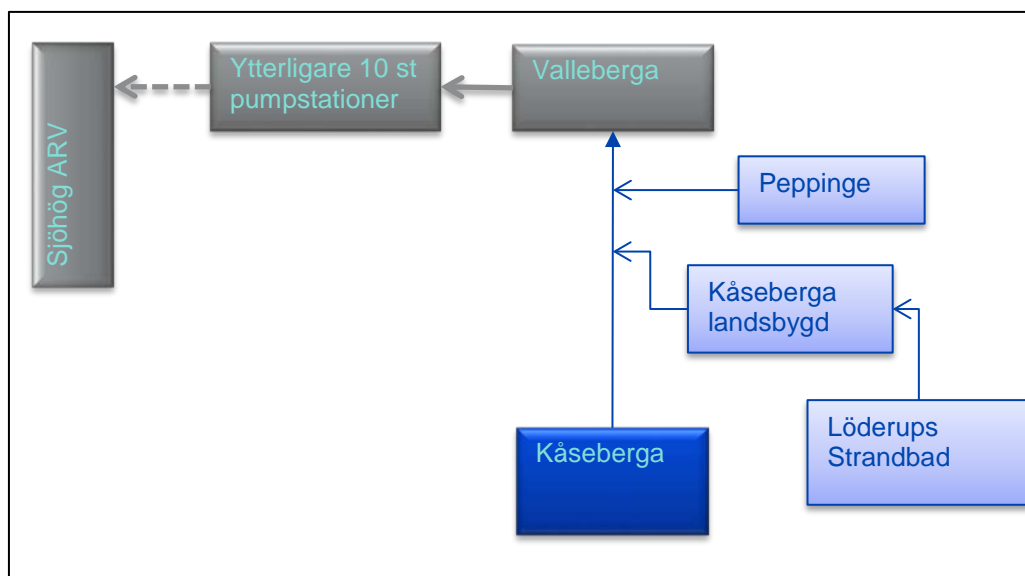 Sjöhög ARV
Ytterligare 10 st
pumpstationer
Valleberga
Peppinge
Kåseberga
landsbygd
Löderups
Strandbad
Kåseberga